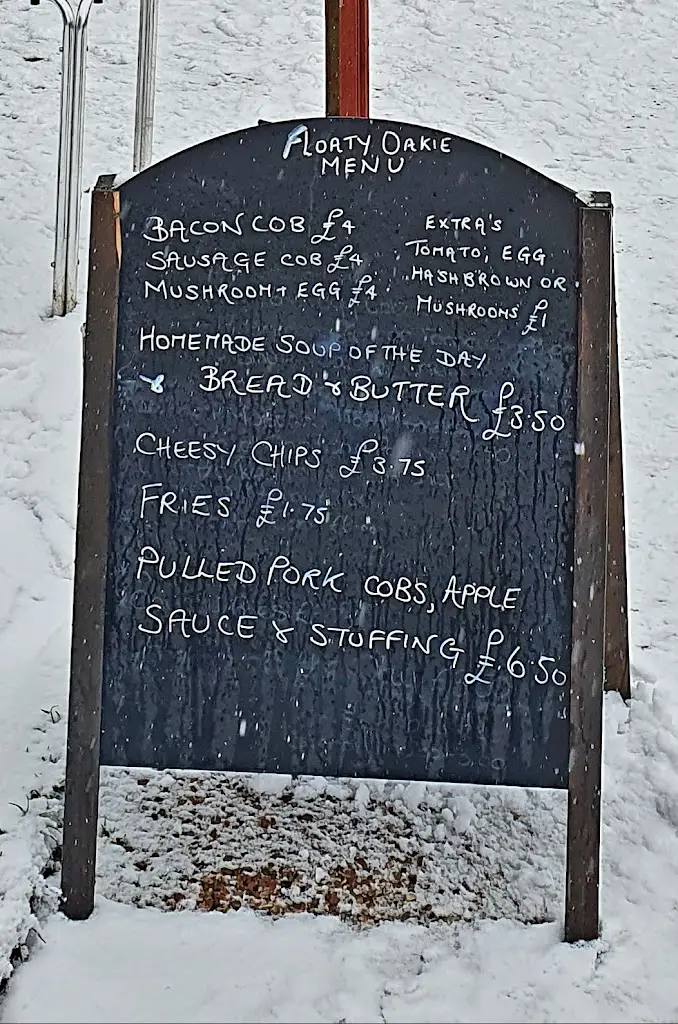 FLOATY OAKIE
MENU
BACON COB £4
SAUSAGE COB £4
MUSHROOM + EGG £4
EXTRA'S
TOMATO, EGG
HASHBROWN OR
MUSHROOMS £1
HOMEMADE SOUP OF THE DAY
& BREAD & BUTTER £3.50
CHEESY CHIPS £3.75
FRIES £1.75
PULLED PORK COBS, APPLE
SAUCE & STUFFING £6.50